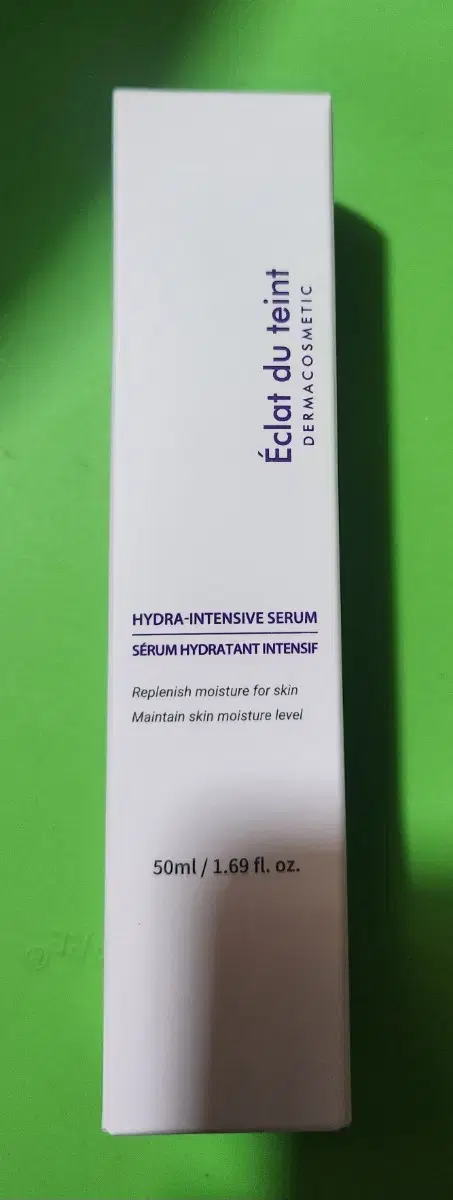 Éclat du teint
DERMACOSMETIC
HYDRA-INTENSIVE SERUM
SÉRUM HYDRATANT INTENSIF
Replenish moisture for skin
Maintain skin moisture level
50ml / 1.69 fl. oz.